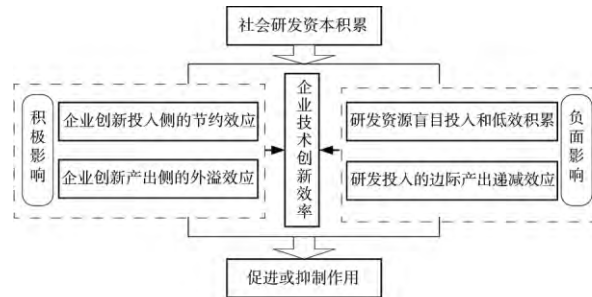 社会研发资本积累
积极影响
企业创新投入侧的节约效应
企业创新产出侧的外溢效应
企业技术创新效率
研发资源盲目投入和低效积累
研发投入的边际产出递减效应
负面影响
促进或抑制作用